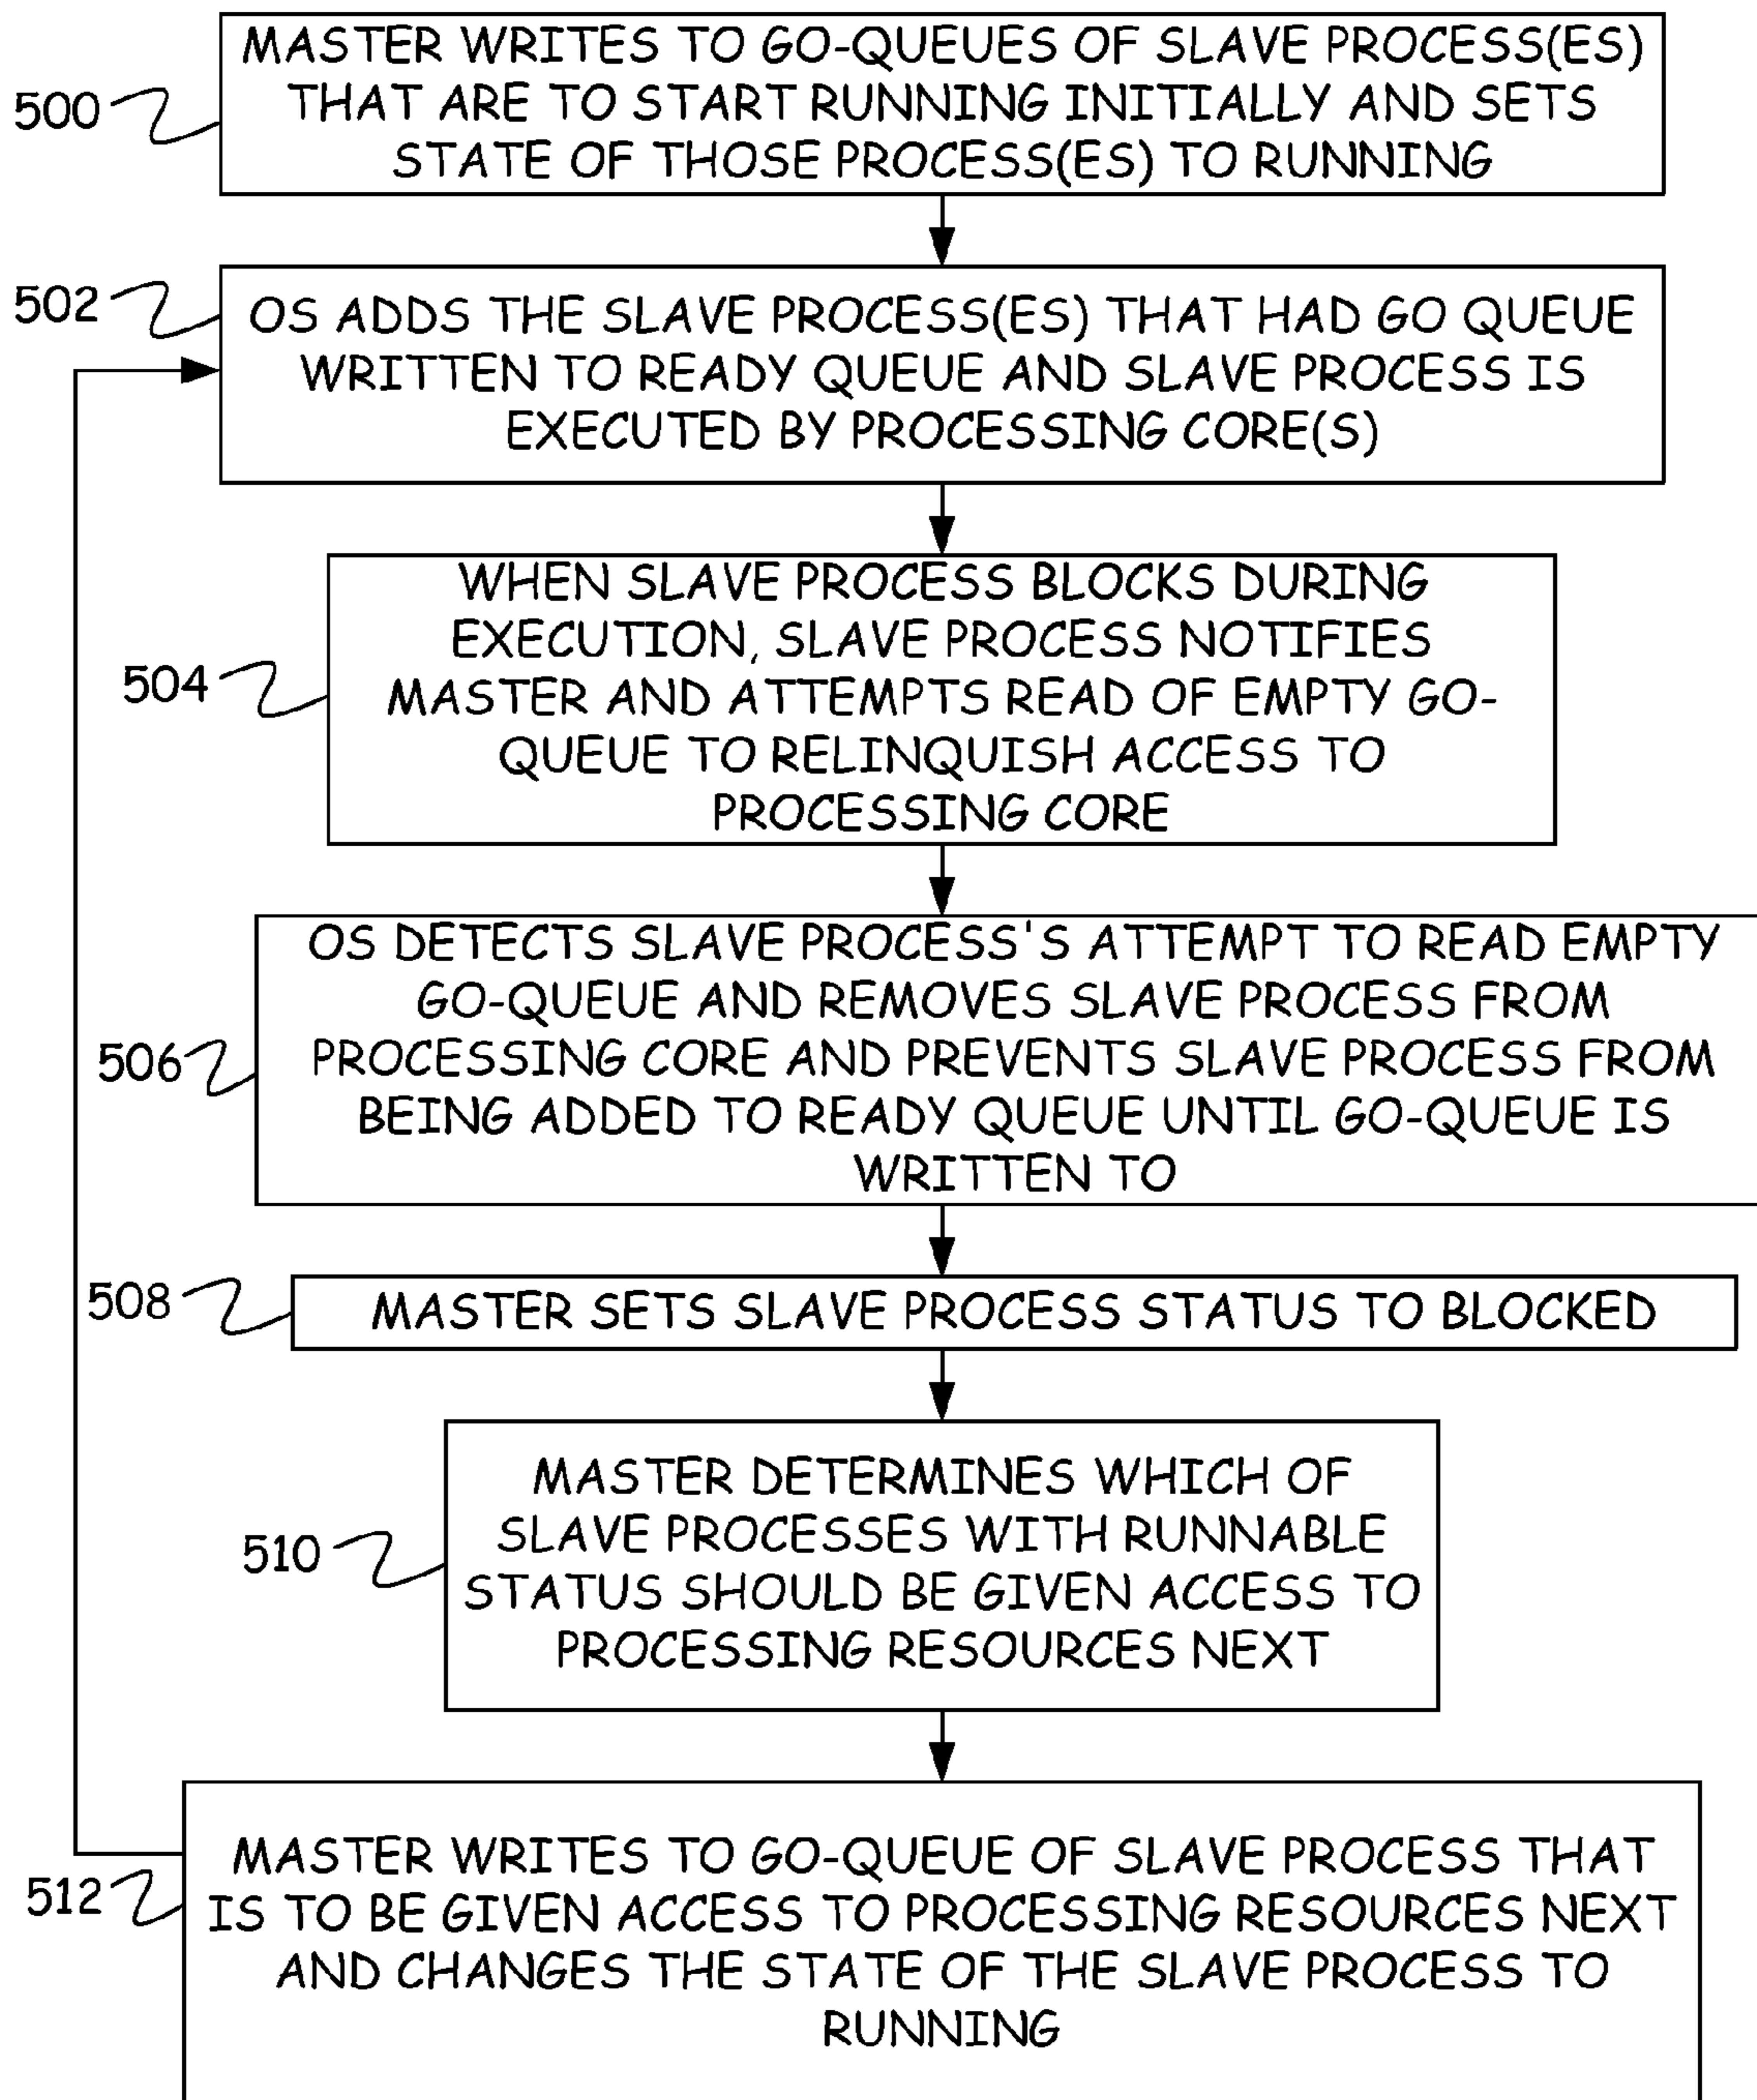 500
MASTER WRITES TO GO-QUEUES OF SLAVE PROCESS(ES)
THAT ARE TO START RUNNING INITIALLY AND SETS
STATE OF THOSE PROCESS(ES) TO RUNNING
502
OS ADDS THE SLAVE PROCESS(ES) THAT HAD GO QUEUE
WRITTEN TO READY QUEUE AND SLAVE PROCESS IS
EXECUTED BY PROCESSING CORE(S)
504
WHEN SLAVE PROCESS BLOCKS DURING
EXECUTION, SLAVE PROCESS NOTIFIES
MASTER AND ATTEMPTS READ OF EMPTY GO-
QUEUE TO RELINQUISH ACCESS TO
PROCESSING CORE
506
OS DETECTS SLAVE PROCESS'S ATTEMPT TO READ EMPTY
GO-QUEUE AND REMOVES SLAVE PROCESS FROM
PROCESSING CORE AND PREVENTS SLAVE PROCESS FROM
BEING ADDED TO READY QUEUE UNTIL GO-QUEUE IS
WRITTEN TO
508
MASTER SETS SLAVE PROCESS STATUS TO BLOCKED
510
MASTER DETERMINES WHICH OF
SLAVE PROCESSES WITH RUNNABLE
STATUS SHOULD BE GIVEN ACCESS TO
PROCESSING RESOURCES NEXT
512
MASTER WRITES TO GO-QUEUE OF SLAVE PROCESS THAT
IS TO BE GIVEN ACCESS TO PROCESSING RESOURCES NEXT
AND CHANGES THE STATE OF THE SLAVE PROCESS TO
RUNNING